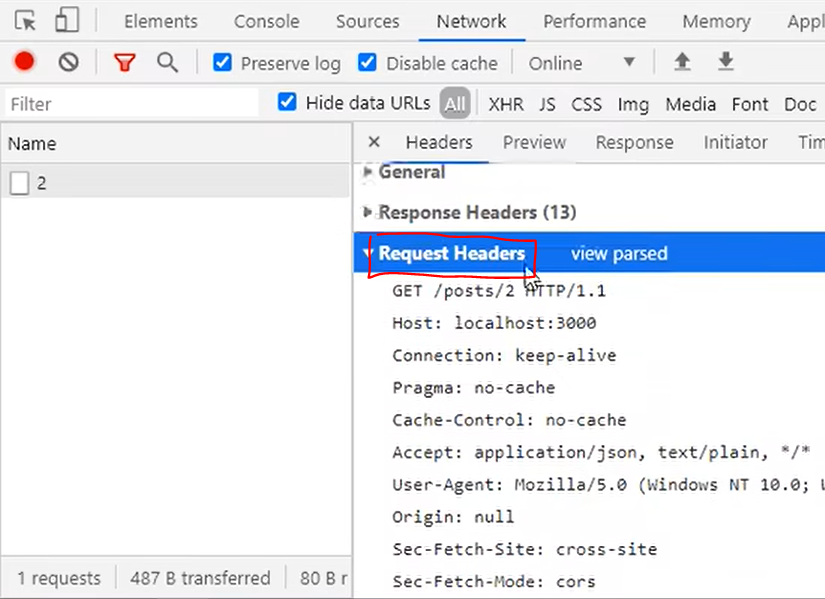 Elements Console Sources Network Performance Memory Appl
Preserve log Disable cache Online
Filter Hide data URLs All XHR JS CSS Img Media Font Doc
Name Headers Preview Response Initiator Tim
2
General
Response Headers (13)
Request Headers view parsed
GET /posts/2 HTTP/1.1
Host: localhost:3000
Connection: keep-alive
Pragma: no-cache
Cache-Control: no-cache
Accept: application/json, text/plain, */*
User-Agent: Mozilla/5.0 (Windows NT 10.0;
Origin: null
Sec-Fetch-Site: cross-site
Sec-Fetch-Mode: cors
1 requests 487 B transferred 80 B r